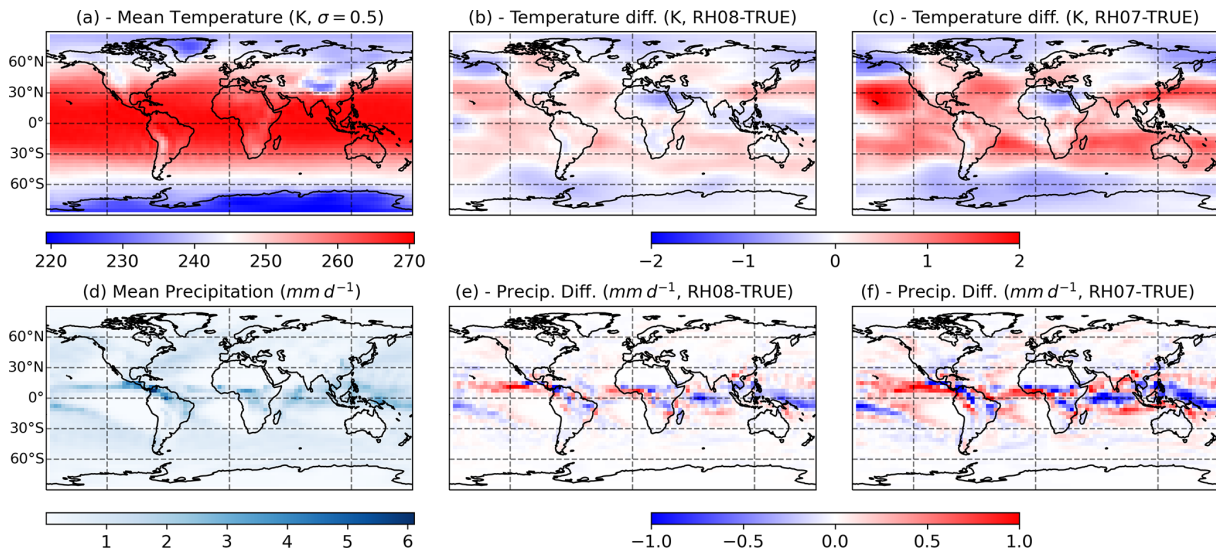 (a) - Mean Temperature (K, σ = 0.5)
(b) - Temperature diff. (K, RH08-TRUE)
(c) - Temperature diff. (K, RH07-TRUE)
60°N
30°N
0°
30°S
60°S
220 230 240 250 260 270
−2 −1 0 1 2
(d) Mean Precipitation (mm d⁻¹)
(e) - Precip. Diff. (mm d⁻¹, RH08-TRUE)
(f) - Precip. Diff. (mm d⁻¹, RH07-TRUE)
60°N
30°N
0°
30°S
60°S
1 2 3 4 5 6
−1.0 −0.5 0.0 0.5 1.0